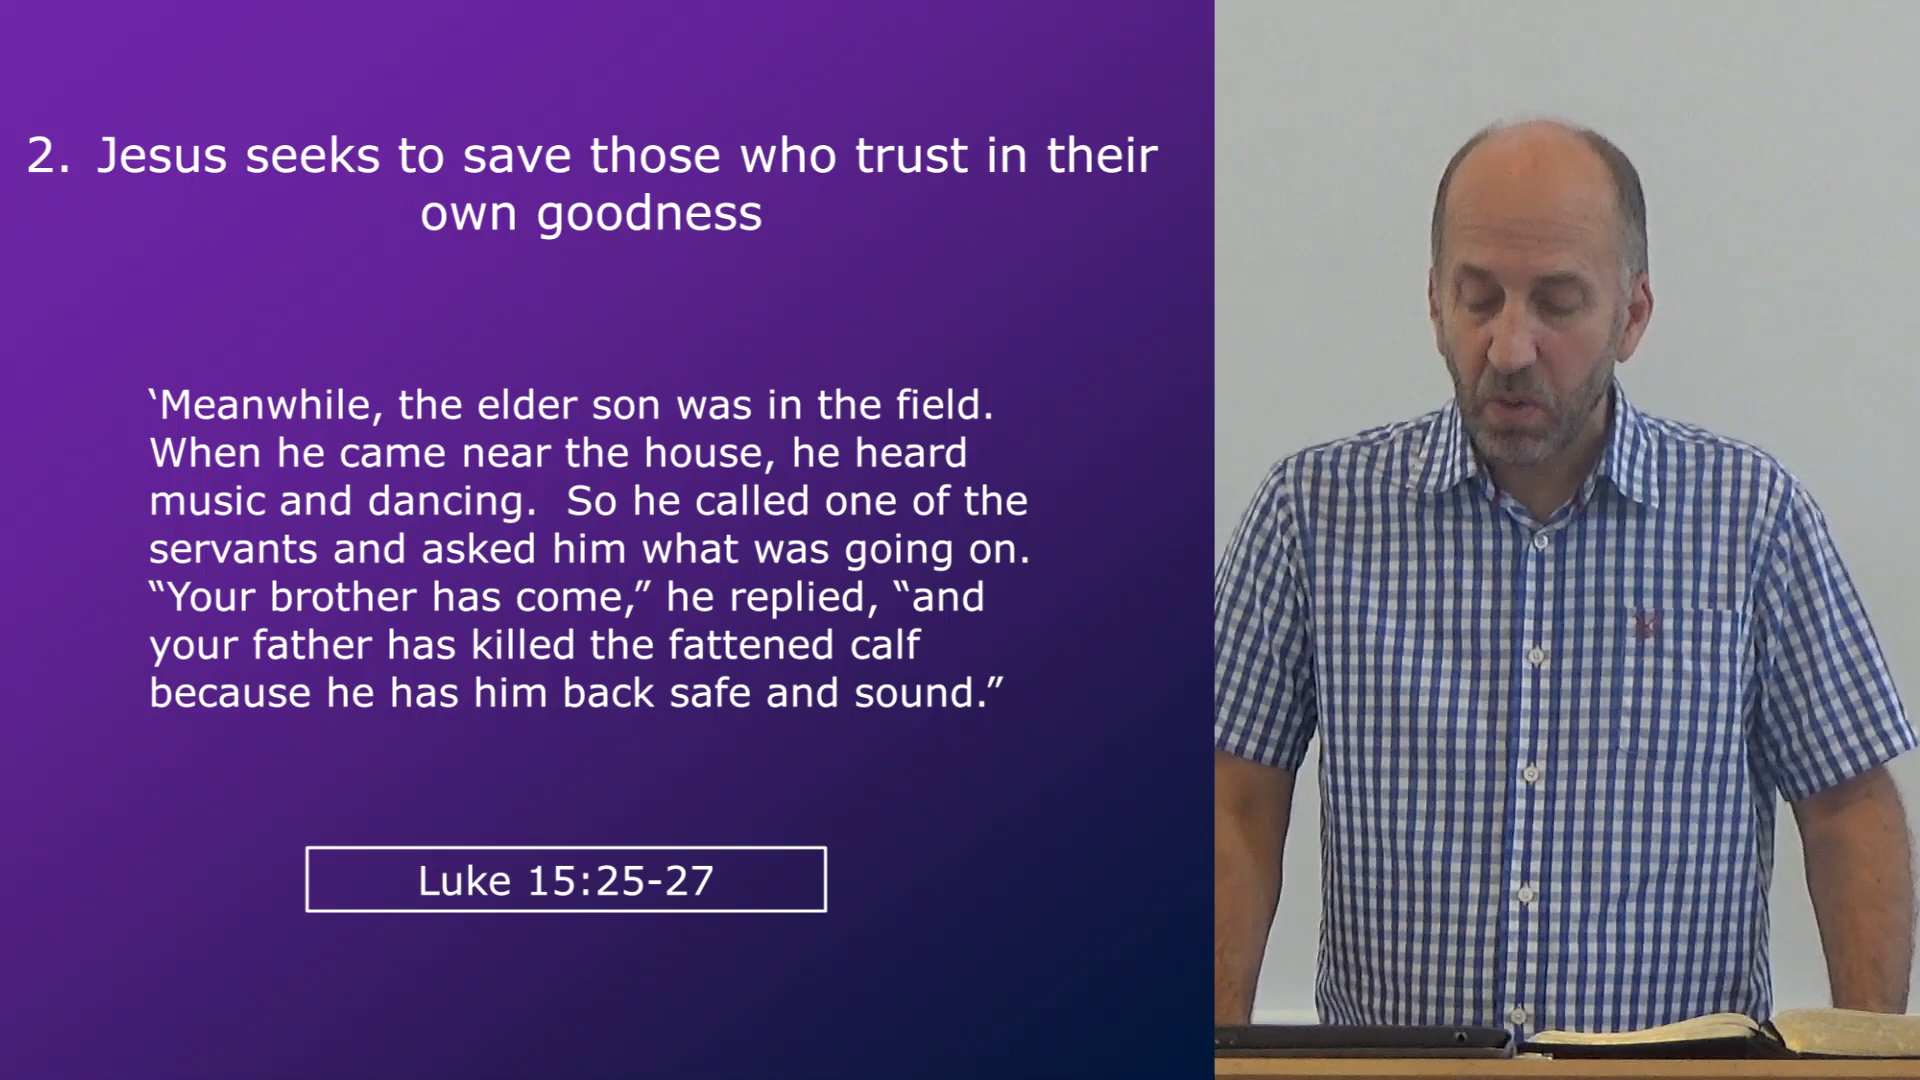 2. Jesus seeks to save those who trust in their
own goodness
‘Meanwhile, the elder son was in the field.
When he came near the house, he heard
music and dancing.  So he called one of the
servants and asked him what was going on.
“Your brother has come,” he replied, “and
your father has killed the fattened calf
because he has him back safe and sound.”
Luke 15:25-27